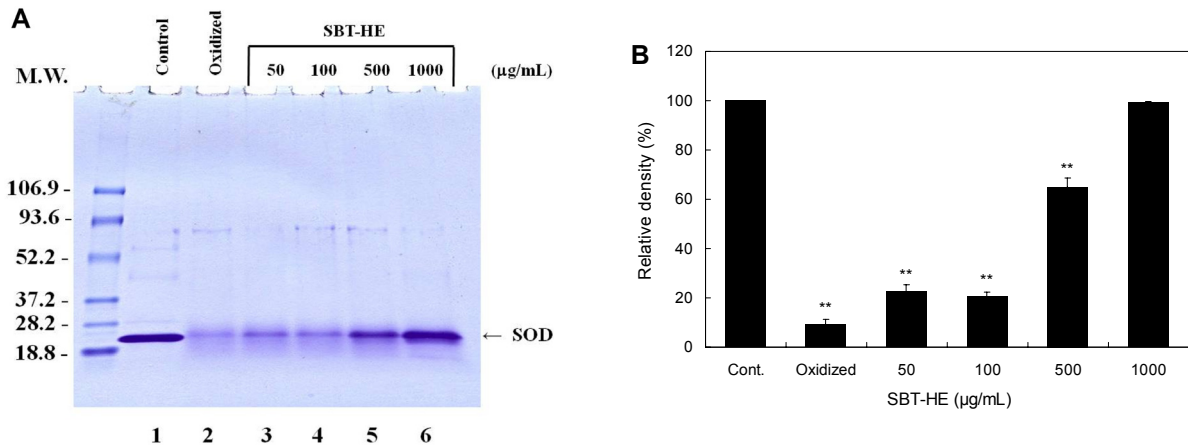 A
Control
Oxidized
SBT-HE
M.W.
50 100 500 1000 (µg/mL)
106.9 -
93.6 -
52.2 -
37.2 -
28.2 -
18.8 -
← SOD
1 2 3 4 5 6
B
120
100
80
60
40
20
0
Relative density (%)
**
**
**
**
Cont. Oxidized 50 100 500 1000
SBT-HE (µg/mL)